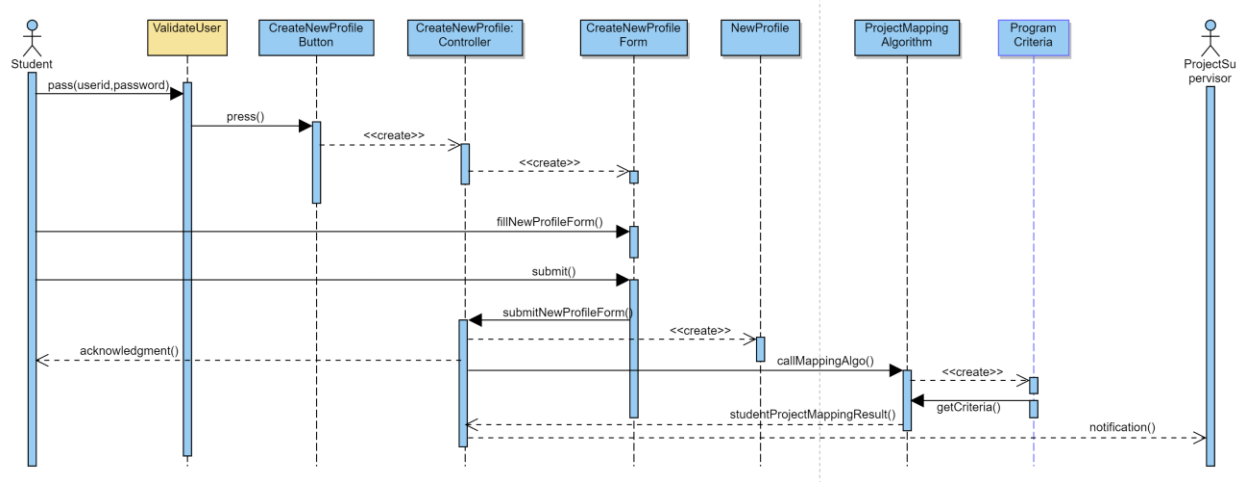 ValidateUser
CreateNewProfile
Button
CreateNewProfile:
Controller
CreateNewProfile
Form
NewProfile
ProjectMapping
Algorithm
Program
Criteria
Student
ProjectSu
pervisor
pass(userid,password)
press()
<<create>>
<<create>>
fillNewProfileForm()
submit()
submitNewProfileForm()
<<create>>
acknowledgment()
callMappingAlgo()
<<create>>
getCriteria()
studentProjectMappingResult()
notification()